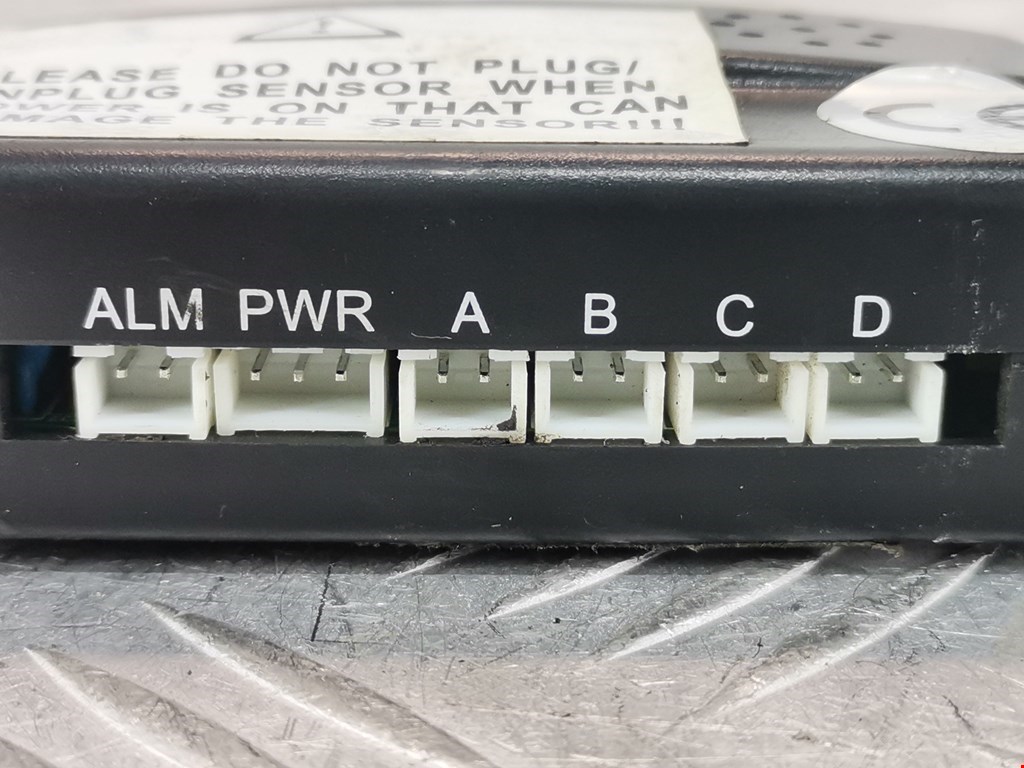 LEASE DO NOT PLUG/
NPLUG SENSOR WHEN
OWER IS ON THAT CAN
MAGE THE SENSOR!!!
ALM PWR A B C D